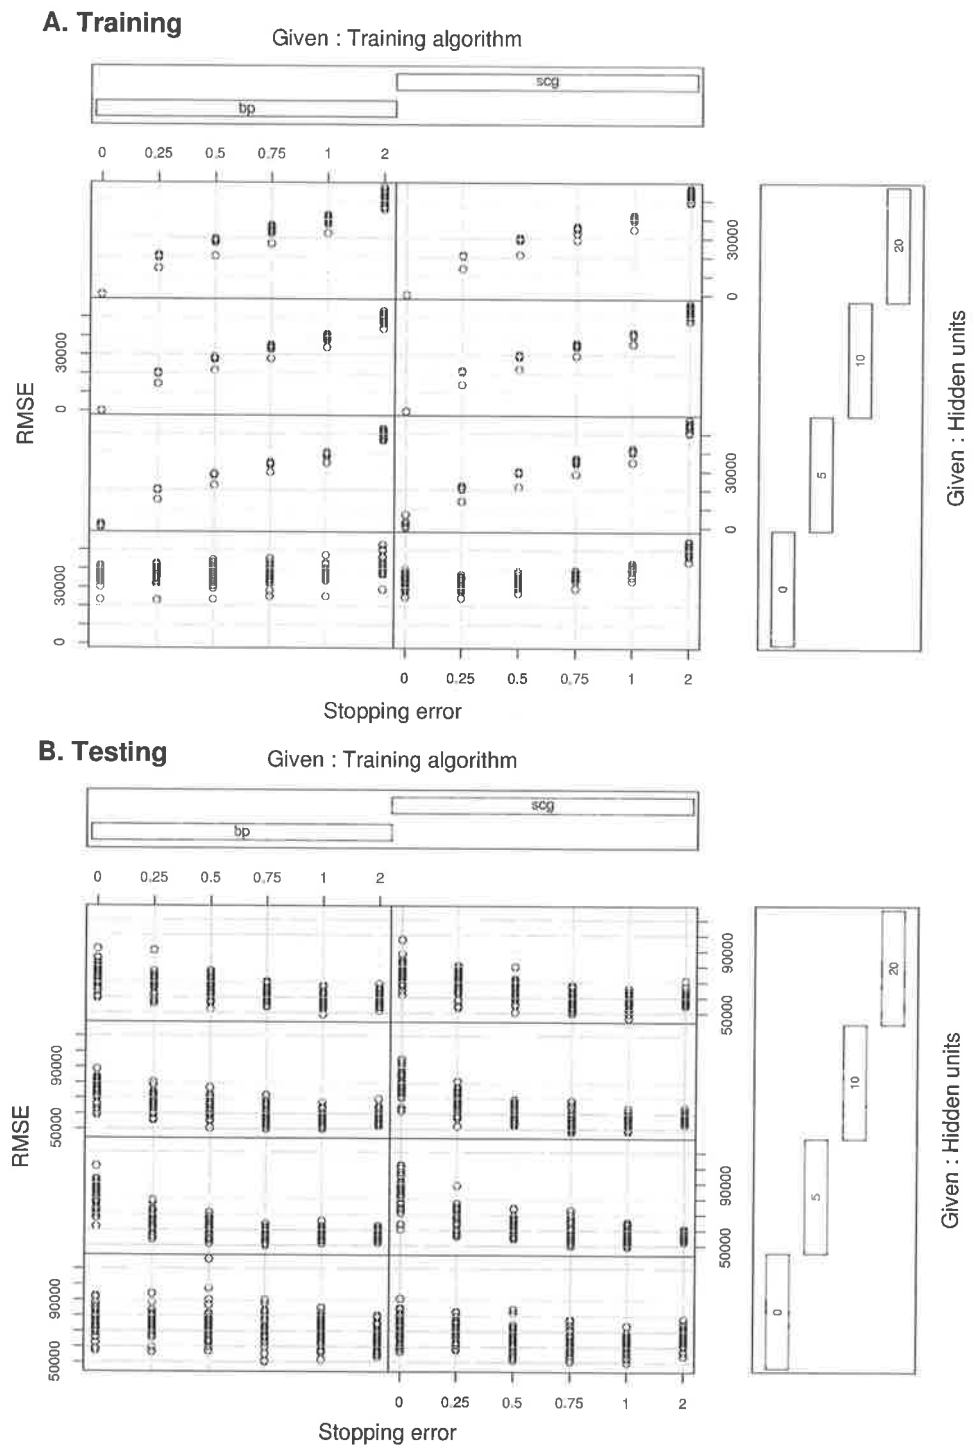 A. Training
Given : Training algorithm
scg
bp
0 0.25 0.5 0.75 1 2
20
30000
0
10
30000
0
RMSE
Given : Hidden units
5
30000
0
0
30000
0
0 0.25 0.5 0.75 1 2
Stopping error
B. Testing
Given : Training algorithm
scg
bp
0 0.25 0.5 0.75 1 2
20
90000
50000
10
90000
50000
RMSE
Given : Hidden units
5
90000
50000
0
90000
50000
0 0.25 0.5 0.75 1 2
Stopping error